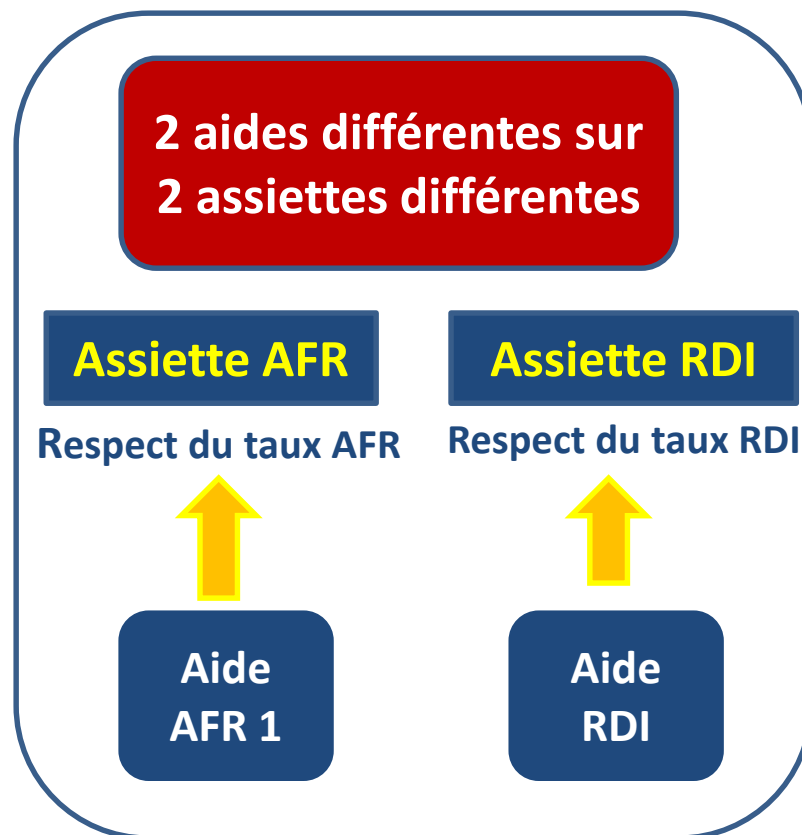 2 aides différentes sur
2 assiettes différentes
Assiette AFR
Assiette RDI
Respect du taux AFR
Respect du taux RDI
Aide
AFR 1
Aide
RDI